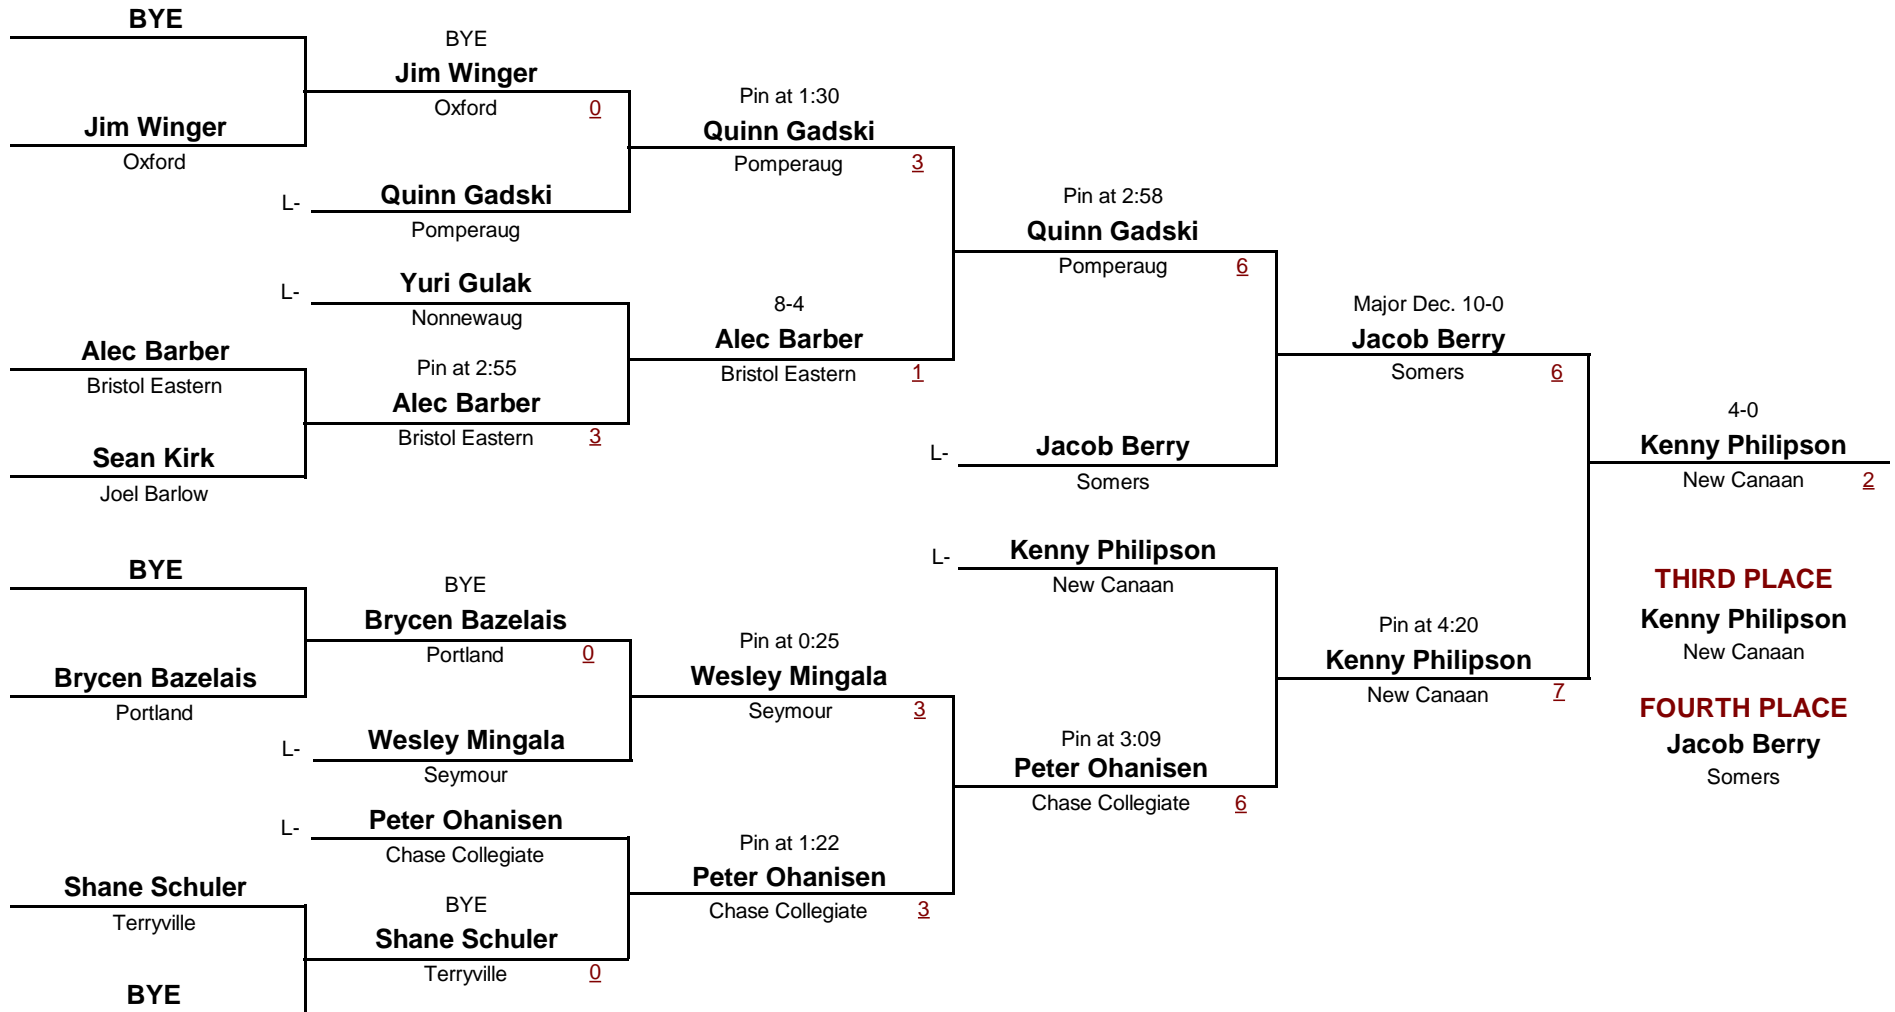 BYE
Jim Winger
Oxford
Alec Barber
Bristol Eastern
Sean Kirk
Joel Barlow
BYE
Brycen Bazelais
Portland
Shane Schuler
Terryville
BYE
BYE
Jim Winger
Oxford 0
L- Quinn Gadski
Pomperaug
L- Yuri Gulak
Nonnewaug
Pin at 2:55
Alec Barber
Bristol Eastern 3
BYE
Brycen Bazelais
Portland 0
L- Wesley Mingala
Seymour
L- Peter Ohanisen
Chase Collegiate
BYE
Shane Schuler
Terryville 0
Pin at 1:30
Quinn Gadski
Pomperaug 3
8-4
Alec Barber
Bristol Eastern 1
Pin at 0:25
Wesley Mingala
Seymour 3
Pin at 1:22
Peter Ohanisen
Chase Collegiate 3
Pin at 2:58
Quinn Gadski
Pomperaug 6
L- Jacob Berry
Somers
L- Kenny Philipson
New Canaan
Pin at 3:09
Peter Ohanisen
Chase Collegiate 6
Major Dec. 10-0
Jacob Berry
Somers 6
Pin at 4:20
Kenny Philipson
New Canaan 7
4-0
Kenny Philipson
New Canaan 2
THIRD PLACE
Kenny Philipson
New Canaan
FOURTH PLACE
Jacob Berry
Somers